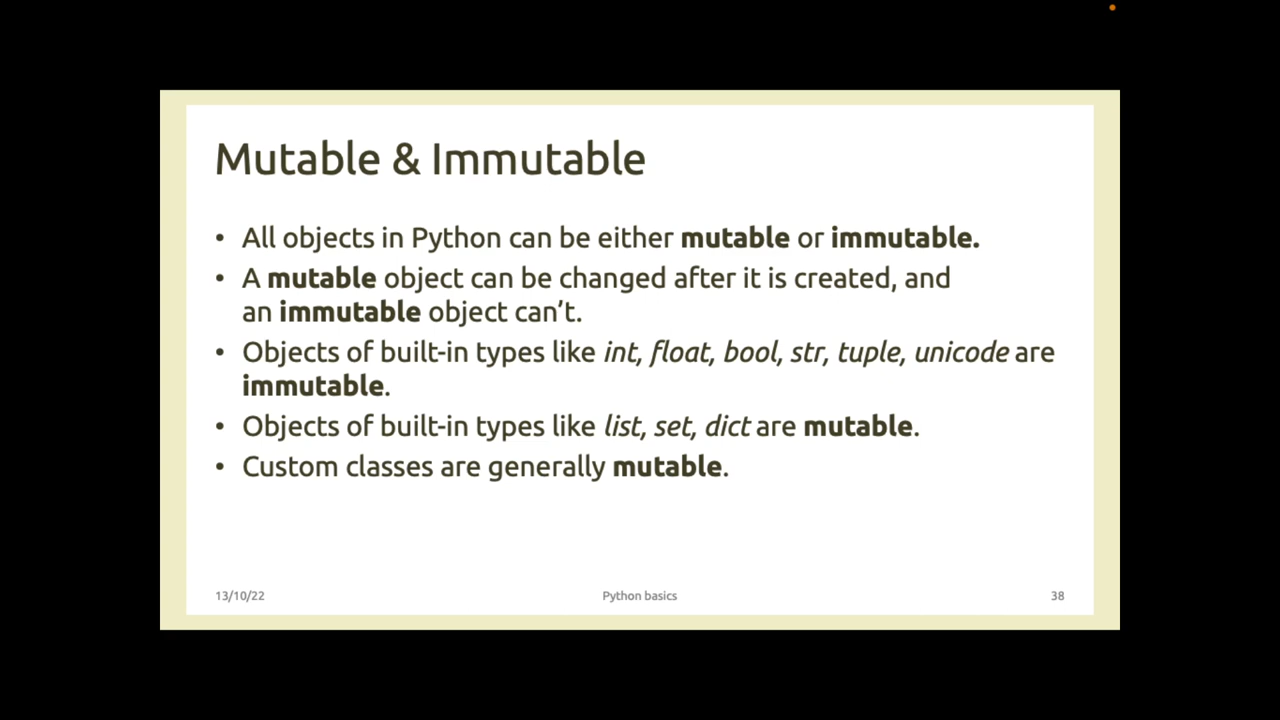 Mutable & Immutable
• All objects in Python can be either mutable or immutable.
• A mutable object can be changed after it is created, and
an immutable object can’t.
• Objects of built-in types like int, float, bool, str, tuple, unicode are
immutable.
• Objects of built-in types like list, set, dict are mutable.
• Custom classes are generally mutable.
13/10/22 Python basics 38